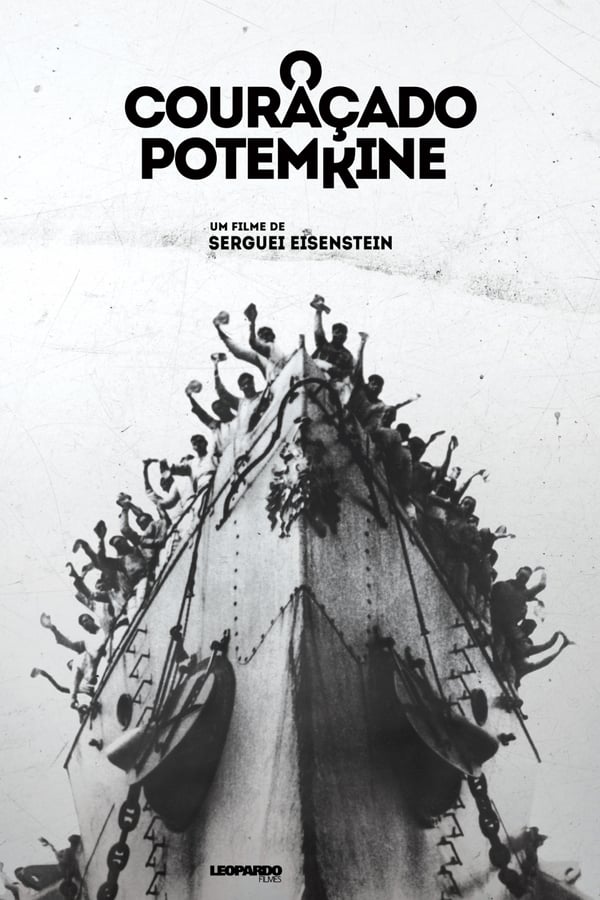 O
COURAÇADO
POTEMKINE
UM FILME DE
SERGUEI EISENSTEIN
LEOPARDO
FILMES